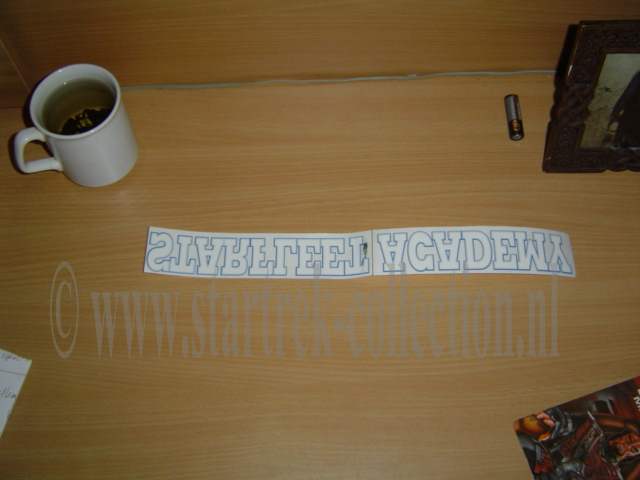 STARFLEET ACADEMY
© www.startrek-collection.nl